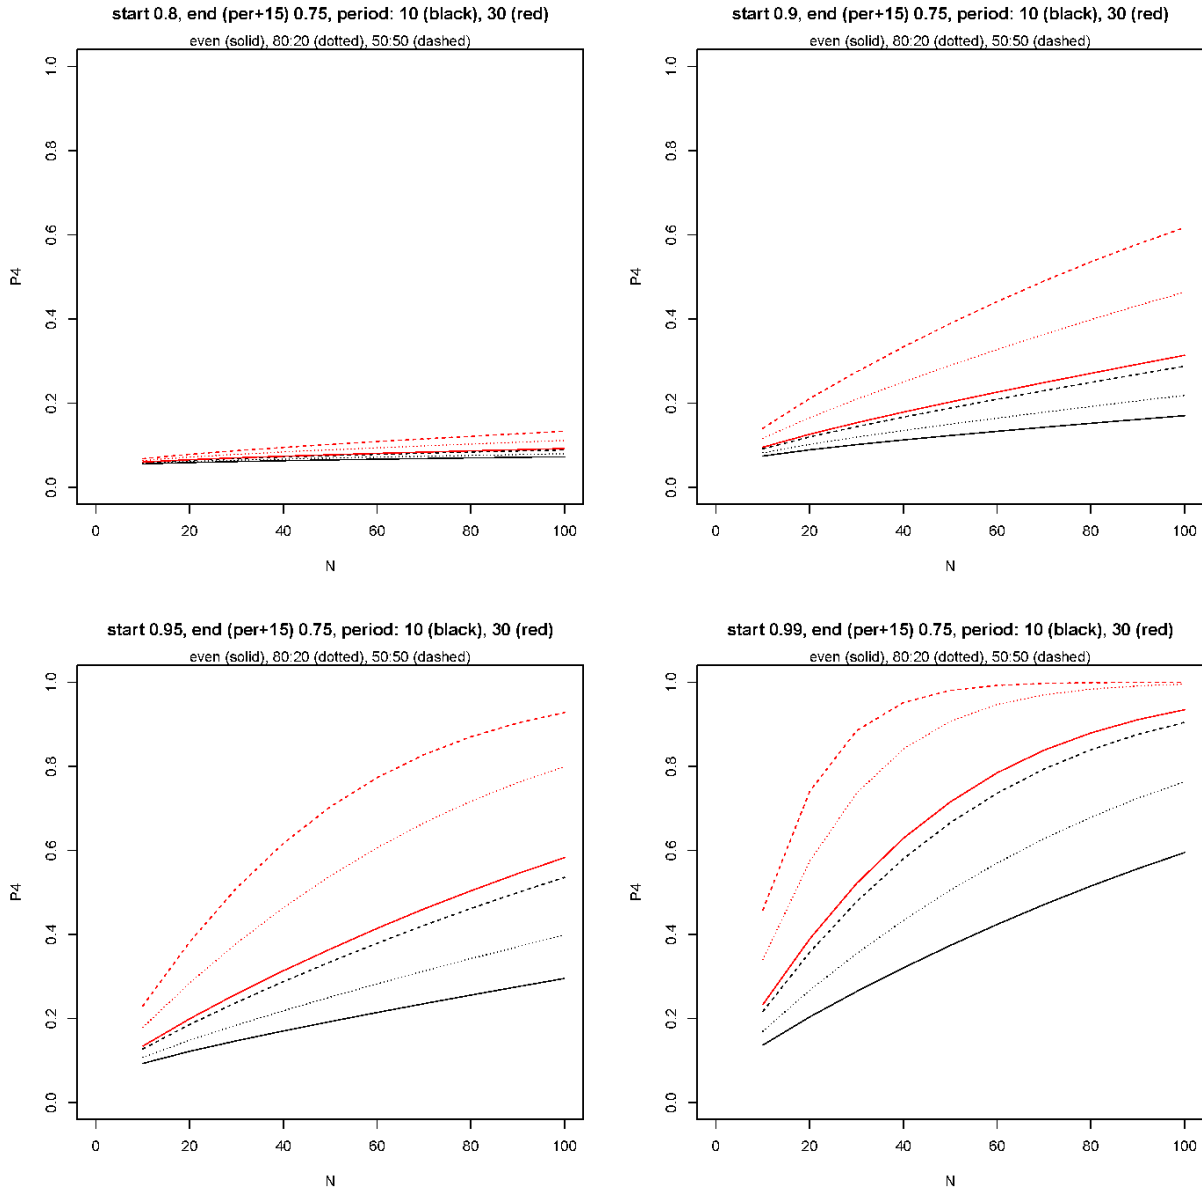 start 0.8, end (per+15) 0.75, period: 10 (black), 30 (red)
even (solid), 80:20 (dotted), 50:50 (dashed)
1.0
0.8
0.6
0.4
0.2
0.0
P4
0 20 40 60 80 100
N
start 0.9, end (per+15) 0.75, period: 10 (black), 30 (red)
even (solid), 80:20 (dotted), 50:50 (dashed)
1.0
0.8
0.6
0.4
0.2
0.0
P4
0 20 40 60 80 100
N
start 0.95, end (per+15) 0.75, period: 10 (black), 30 (red)
even (solid), 80:20 (dotted), 50:50 (dashed)
1.0
0.8
0.6
0.4
0.2
0.0
P4
0 20 40 60 80 100
N
start 0.99, end (per+15) 0.75, period: 10 (black), 30 (red)
even (solid), 80:20 (dotted), 50:50 (dashed)
1.0
0.8
0.6
0.4
0.2
0.0
P4
0 20 40 60 80 100
N